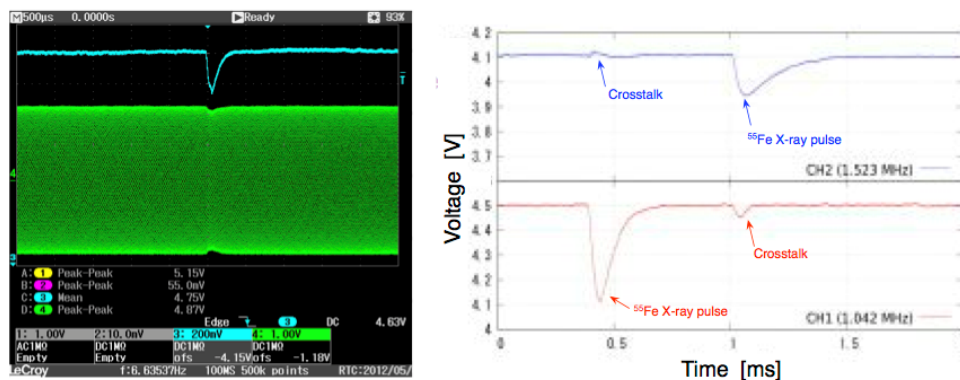 M 500µs 0.0000s Ready 93%
T
4
3
A: 1 Peak-Peak 5.15V
B: 2 Peak-Peak 55.0mV
C: 3 Mean 4.75V
D: 4 Peak-Peak 4.87V
Edge 3 DC 4.63V
1: 1.00V 2:10.0mV 3: 200mV 4: 1.00V
AC1MΩ DC1MΩ DC1MΩ DC1MΩ
Empty Empty ofs -4.15V ofs -1.18V
LeCroy f:6.63537Hz 100MS 500k points RTC:2012/05/
4.2
4.1
4
3.9
3.8
3.7
Crosstalk
⁵⁵Fe X-ray pulse
CH2 (1.523 MHz)
Voltage [V]
4.5
4.4
4.3
4.2
4.1
4
Crosstalk
⁵⁵Fe X-ray pulse
CH1 (1.042 MHz)
0 0.5 1
Time [ms]